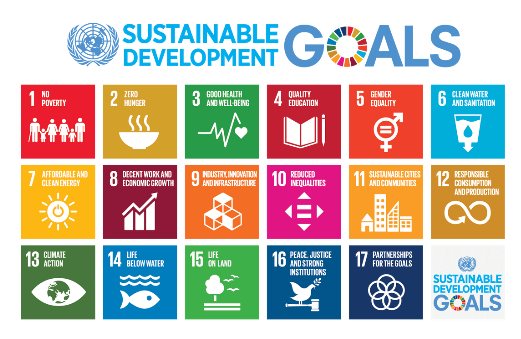 SUSTAINABLE
DEVELOPMENT
GOALS
1 NO
POVERTY
2 ZERO
HUNGER
3 GOOD HEALTH
AND WELL-BEING
4 QUALITY
EDUCATION
5 GENDER
EQUALITY
6 CLEAN WATER
AND SANITATION
7 AFFORDABLE AND
CLEAN ENERGY
8 DECENT WORK AND
ECONOMIC GROWTH
9 INDUSTRY, INNOVATION
AND INFRASTRUCTURE
10 REDUCED
INEQUALITIES
11 SUSTAINABLE CITIES
AND COMMUNITIES
12 RESPONSIBLE
CONSUMPTION
AND PRODUCTION
13 CLIMATE
ACTION
14 LIFE
BELOW WATER
15 LIFE
ON LAND
16 PEACE, JUSTICE
AND STRONG
INSTITUTIONS
17 PARTNERSHIPS
FOR THE GOALS
SUSTAINABLE
DEVELOPMENT
GOALS